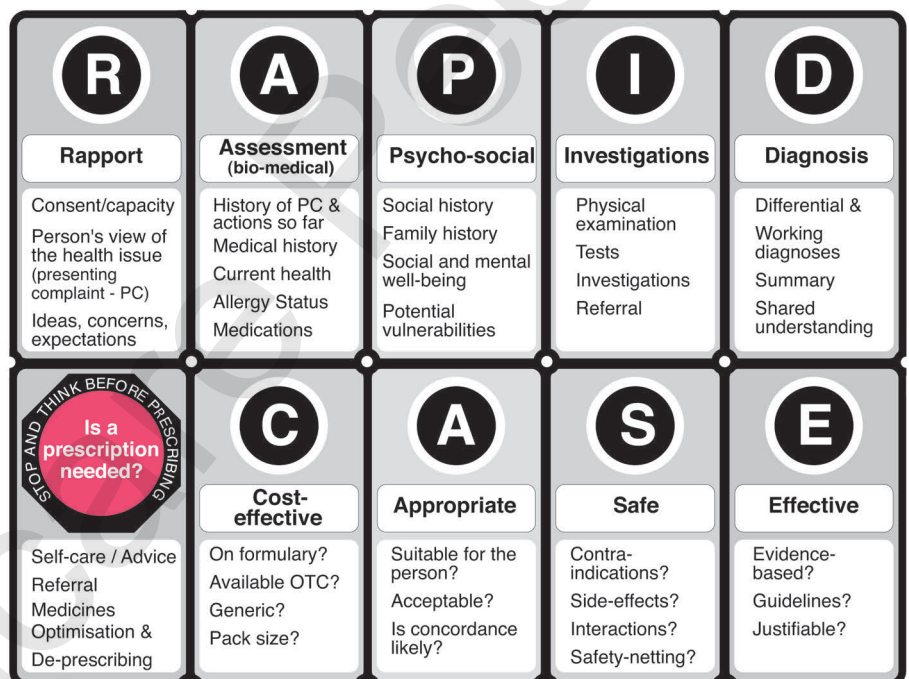 R
Rapport
Consent/capacity
Person's view of
the health issue
(presenting
complaint - PC)
Ideas, concerns,
expectations
A
Assessment
(bio-medical)
History of PC &
actions so far
Medical history
Current health
Allergy Status
Medications
P
Psycho-social
Social history
Family history
Social and mental
well-being
Potential
vulnerabilities
I
Investigations
Physical
examination
Tests
Investigations
Referral
D
Diagnosis
Differential &
Working
diagnoses
Summary
Shared
understanding
STOP AND THINK BEFORE PRESCRIBING
Is a
prescription
needed?
Self-care / Advice
Referral
Medicines
Optimisation &
De-prescribing
C
Cost-
effective
On formulary?
Available OTC?
Generic?
Pack size?
A
Appropriate
Suitable for the
person?
Acceptable?
Is concordance
likely?
S
Safe
Contra-
indications?
Side-effects?
Interactions?
Safety-netting?
E
Effective
Evidence-
based?
Guidelines?
Justifiable?